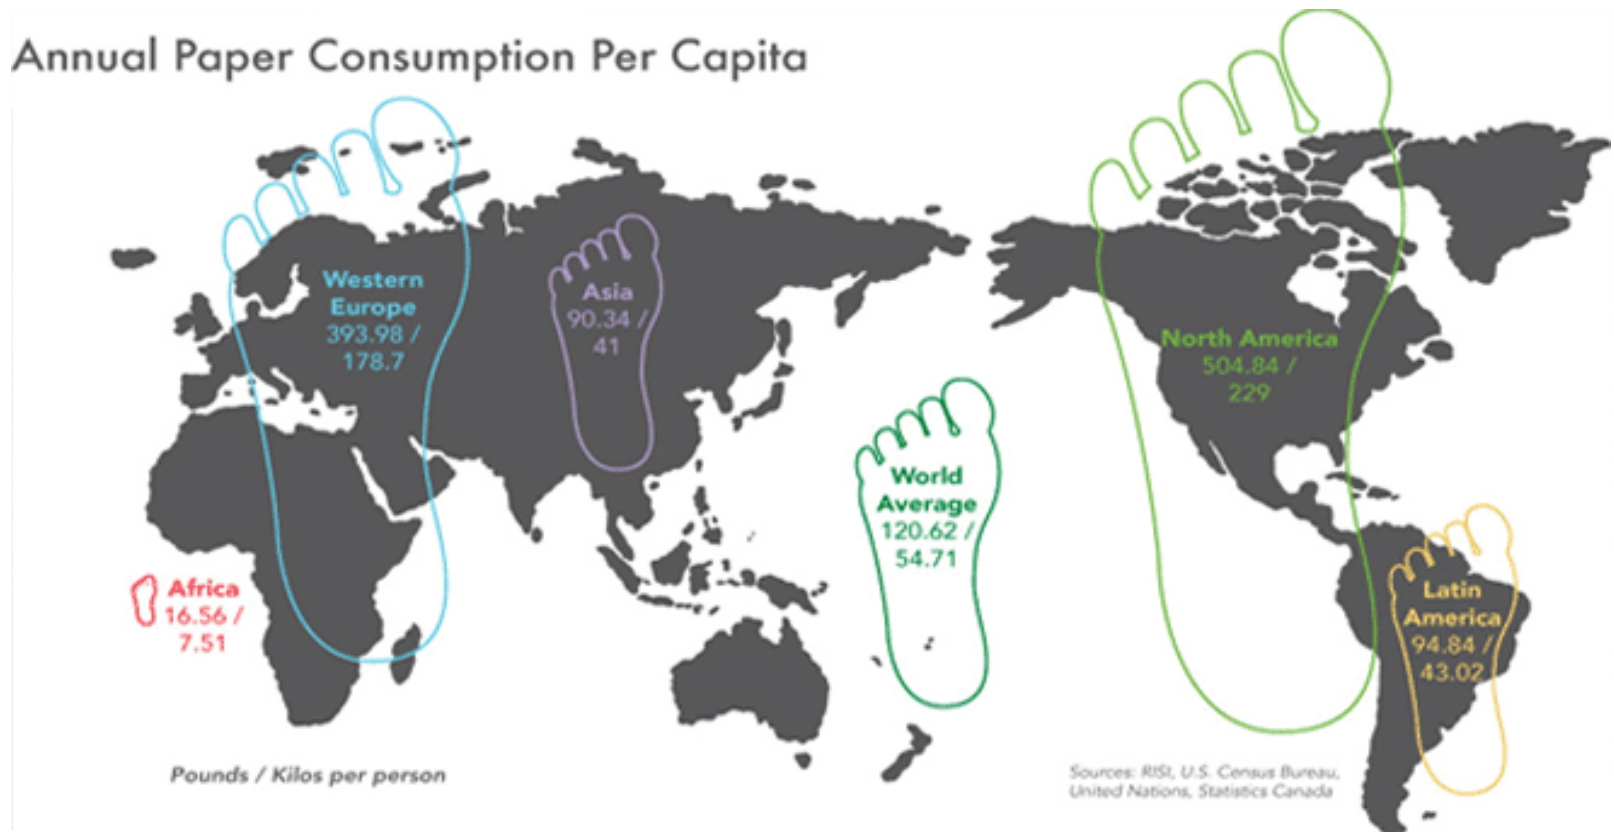 Annual Paper Consumption Per Capita
Western
Europe
393.98 /
178.7
Asia
90.34 /
41
North America
504.84 /
229
World
Average
120.62 /
54.71
Africa
16.56 /
7.51
Latin
America
94.84 /
43.02
Pounds / Kilos per person
Sources: RISI, U.S. Census Bureau,
United Nations, Statistics Canada